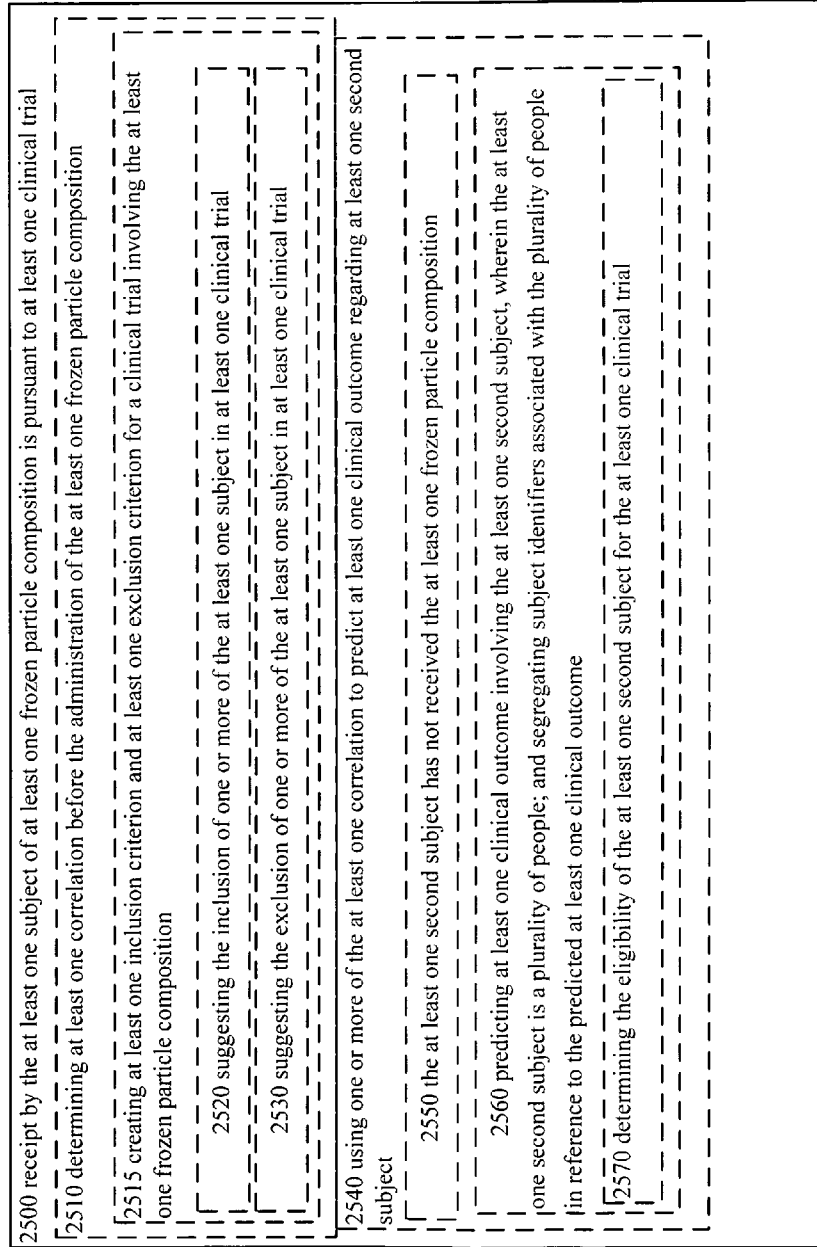 2500 receipt by the at least one subject of at least one frozen particle composition is pursuant to at least one clinical trial
2510 determining at least one correlation before the administration of the at least one frozen particle composition
2515 creating at least one inclusion criterion and at least one exclusion criterion for a clinical trial involving the at least
one frozen particle composition
2520 suggesting the inclusion of one or more of the at least one subject in at least one clinical trial
2530 suggesting the exclusion of one or more of the at least one subject in at least one clinical trial
2540 using one or more of the at least one correlation to predict at least one clinical outcome regarding at least one second
subject
2550 the at least one second subject has not received the at least one frozen particle composition
2560 predicting at least one clinical outcome involving the at least one second subject, wherein the at least
one second subject is a plurality of people; and segregating subject identifiers associated with the plurality of people
in reference to the predicted at least one clinical outcome
2570 determining the eligibility of the at least one second subject for the at least one clinical trial